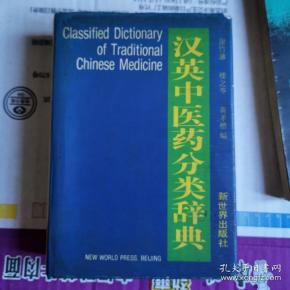 Classified Dictionary
of Traditional
Chinese Medicine
汉英中医药分类辞典
编
新世界出版社
NEW WORLD PRESS BEIJING
孔夫子旧书网